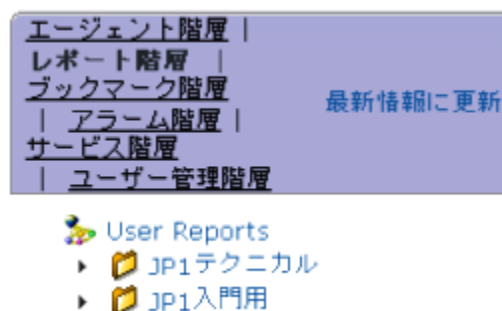 エージェント階層 |
レポート階層 |
ブックマーク階層
| アラーム階層 |
サービス階層
| ユーザー管理階層
最新情報に更新
User Reports
JP1テクニカル
JP1入門用